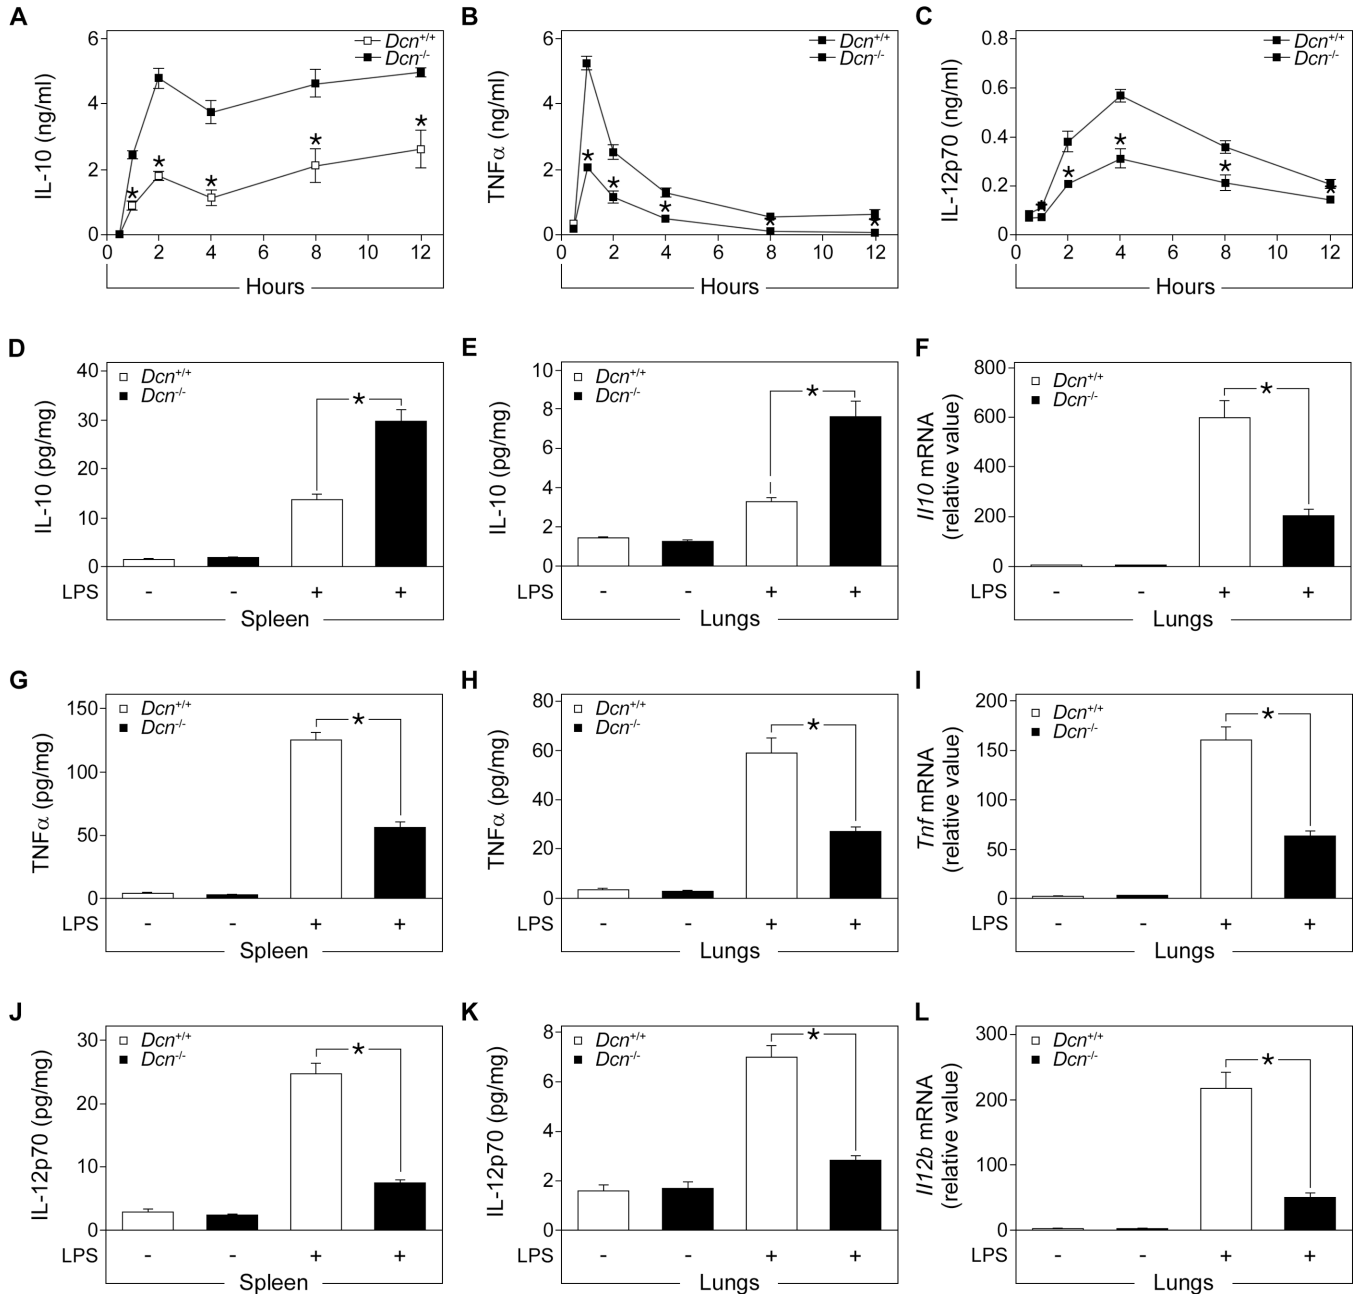 A
IL-10 (ng/ml)
6
4
2
0
Dcn+/+
Dcn-/-
* * * * *
0 2 4 6 8 10 12
Hours
B
TNFα (ng/ml)
6
4
2
0
Dcn+/+
Dcn-/-
* * * * *
0 2 4 6 8 10 12
Hours
C
IL-12p70 (ng/ml)
0.8
0.6
0.4
0.2
0
Dcn+/+
Dcn-/-
* * * * *
0 2 4 6 8 10 12
Hours
D
IL-10 (pg/mg)
40
30
20
10
0
Dcn+/+
Dcn-/-
*
LPS - - + +
Spleen
E
IL-10 (pg/mg)
10
8
6
4
2
0
Dcn+/+
Dcn-/-
*
- - + +
Lungs
F
Il10 mRNA
(relative value)
800
600
400
200
0
Dcn+/+
Dcn-/-
*
- - + +
Lungs
G
TNFα (pg/mg)
150
100
50
0
Dcn+/+
Dcn-/-
*
LPS - - + +
Spleen
H
TNFα (pg/mg)
80
60
40
20
0
Dcn+/+
Dcn-/-
*
- - + +
Lungs
I
Tnf mRNA
(relative value)
200
150
100
50
0
Dcn+/+
Dcn-/-
*
- - + +
Lungs
J
IL-12p70 (pg/mg)
30
20
10
0
Dcn+/+
Dcn-/-
*
LPS - - + +
Spleen
K
IL-12p70 (pg/mg)
8
6
4
2
0
Dcn+/+
Dcn-/-
*
- - + +
Lungs
L
Il12b mRNA
(relative value)
300
200
100
0
Dcn+/+
Dcn-/-
*
- - + +
Lungs